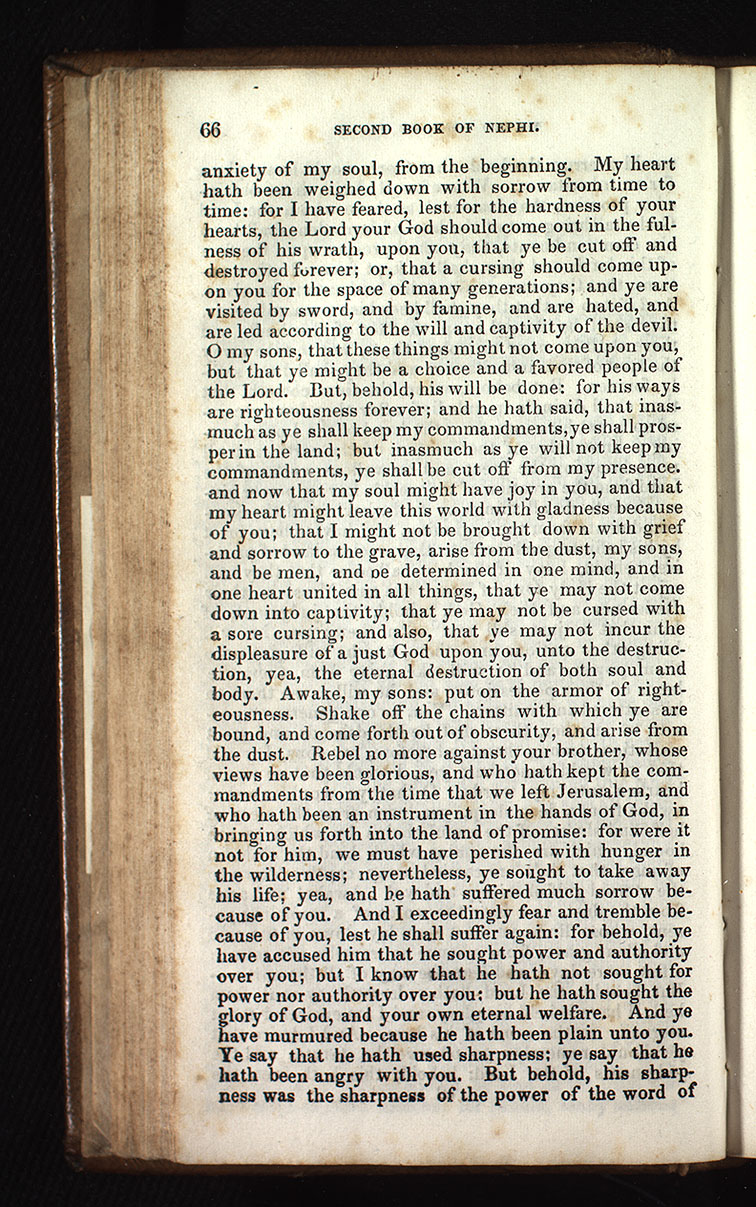 66 SECOND BOOK OF NEPHI.
anxiety of my soul, from the beginning. My heart
hath been weighed down with sorrow from time to
time: for I have feared, lest for the hardness of your
hearts, the Lord your God should come out in the ful-
ness of his wrath, upon you, that ye be cut off and
destroyed forever; or, that a cursing should come up-
on you for the space of many generations; and ye are
visited by sword, and by famine, and are hated, and
are led according to the will and captivity of the devil.
O my sons, that these things might not come upon you,
but that ye might be a choice and a favored people of
the Lord. But, behold, his will be done: for his ways
are righteousness forever; and he hath said, that inas-
much as ye shall keep my commandments, ye shall pros-
per in the land; but inasmuch as ye will not keep my
commandments, ye shall be cut off from my presence.
and now that my soul might have joy in you, and that
my heart might leave this world with gladness because
of you; that I might not be brought down with grief
and sorrow to the grave, arise from the dust, my sons,
and be men, and be determined in one mind, and in
one heart united in all things, that ye may not come
down into captivity; that ye may not be cursed with
a sore cursing; and also, that ye may not incur the
displeasure of a just God upon you, unto the destruc-
tion, yea, the eternal destruction of both soul and
body. Awake, my sons: put on the armor of right-
eousness. Shake off the chains with which ye are
bound, and come forth out of obscurity, and arise from
the dust. Rebel no more against your brother, whose
views have been glorious, and who hath kept the com-
mandments from the time that we left Jerusalem, and
who hath been an instrument in the hands of God, in
bringing us forth into the land of promise: for were it
not for him, we must have perished with hunger in
the wilderness; nevertheless, ye sought to take away
his life; yea, and he hath suffered much sorrow be-
cause of you. And I exceedingly fear and tremble be-
cause of you, lest he shall suffer again: for behold, ye
have accused him that he sought power and authority
over you; but I know that he hath not sought for
power nor authority over you: but he hath sought the
glory of God, and your own eternal welfare. And ye
have murmured because he hath been plain unto you.
Ye say that he hath used sharpness; ye say that he
hath been angry with you. But behold, his sharp-
ness was the sharpness of the power of the word of